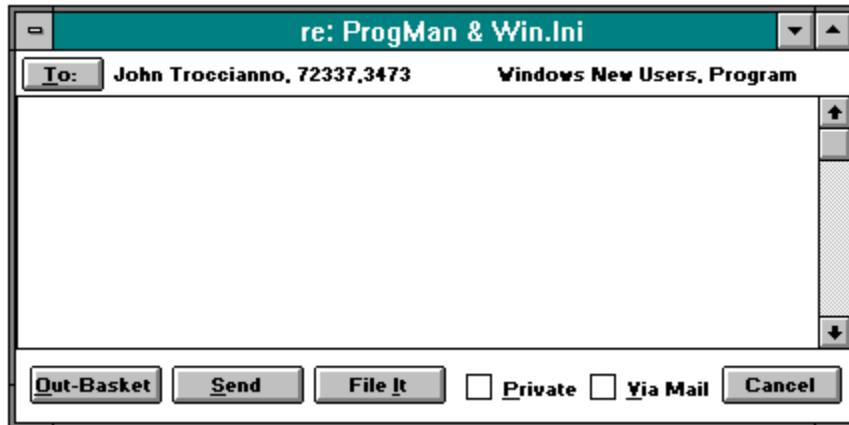 re: ProgMan & Win.Ini
To: John Troccianno, 72337,3473 Windows New Users, Program
Out-Basket Send File It Private Via Mail Cancel